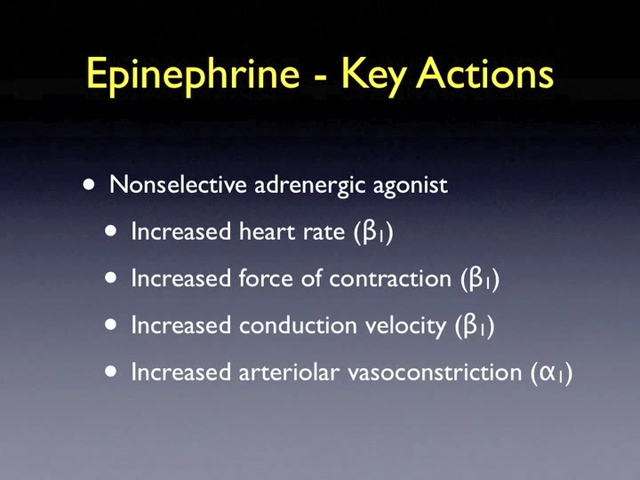 Epinephrine - Key Actions
• Nonselective adrenergic agonist
• Increased heart rate (β₁)
• Increased force of contraction (β₁)
• Increased conduction velocity (β₁)
• Increased arteriolar vasoconstriction (α₁)